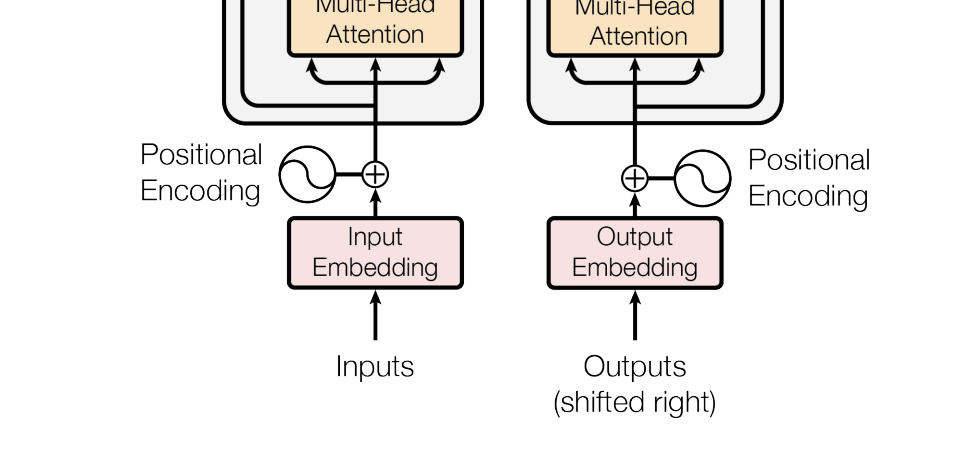 Multi-Head
Attention
Multi-Head
Attention
Positional
Encoding
Positional
Encoding
Input
Embedding
Output
Embedding
Inputs
Outputs
(shifted right)